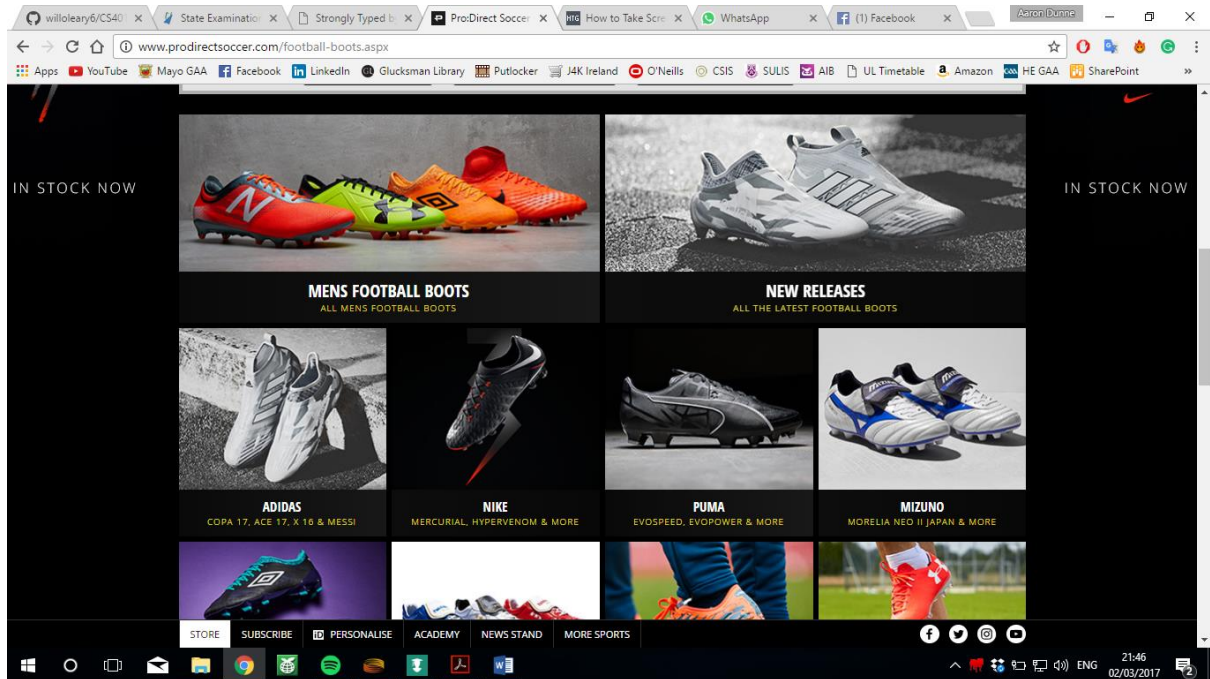 willoleary6/CS40
State Examination
Strongly Typed b
Pro:Direct Soccer
How to Take Scre
WhatsApp
(1) Facebook
Aaron Dunne
www.prodirectsoccer.com/football-boots.aspx
Apps
YouTube
Mayo GAA
Facebook
LinkedIn
Glucksman Library
Putlocker
J4K Ireland
O'Neills
CSIS
SULIS
AIB
UL Timetable
Amazon
HE GAA
SharePoint
»
IN STOCK NOW
IN STOCK NOW
MENS FOOTBALL BOOTS
ALL MENS FOOTBALL BOOTS
NEW RELEASES
ALL THE LATEST FOOTBALL BOOTS
ADIDAS
COPA 17, ACE 17, X 16 & MESSI
NIKE
MERCURIAL, HYPERVENOM & MORE
PUMA
EVOSPEED, EVOPOWER & MORE
MIZUNO
MORELIA NEO II JAPAN & MORE
STORE
SUBSCRIBE
iD PERSONALISE
ACADEMY
NEWS STAND
MORE SPORTS
ENG
21:46
02/03/2017
2